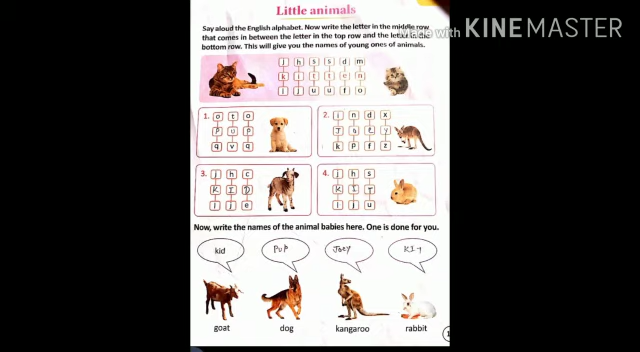 Little animals
Made with KINEMASTER
Say aloud the English alphabet. Now write the letter in the middle row
that comes in between the letter in the top row and the letter in the
bottom row. This will give you the names of young ones of animals.
j h s s d m
k i t t e n
i j u u f o
1. o t o
P U P
q v q
2. i n d x
J o E y
k p f z
3. j h c
K I D
l j e
4. j h s
K I T
l j u
Now, write the names of the animal babies here. One is done for you.
kid PUP JoEy KIT
goat dog kangaroo rabbit